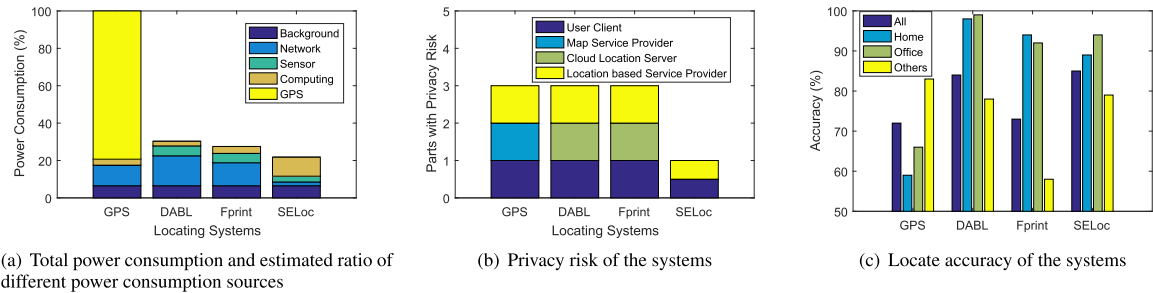 100
80
60
40
20
0
Power Consumption (%)
Background
Network
Sensor
Computing
GPS
GPS DABL Fprint SELoc
Locating Systems
(a) Total power consumption and estimated ratio of
different power consumption sources
5
4
3
2
1
0
Parts with Privacy Risk
User Client
Map Service Provider
Cloud Location Server
Location based Service Provider
GPS DABL Fprint SELoc
Locating Systems
(b) Privacy risk of the systems
100
90
80
70
60
50
Accuracy (%)
All
Home
Office
Others
GPS DABL Fprint SELoc
(c) Locate accuracy of the systems